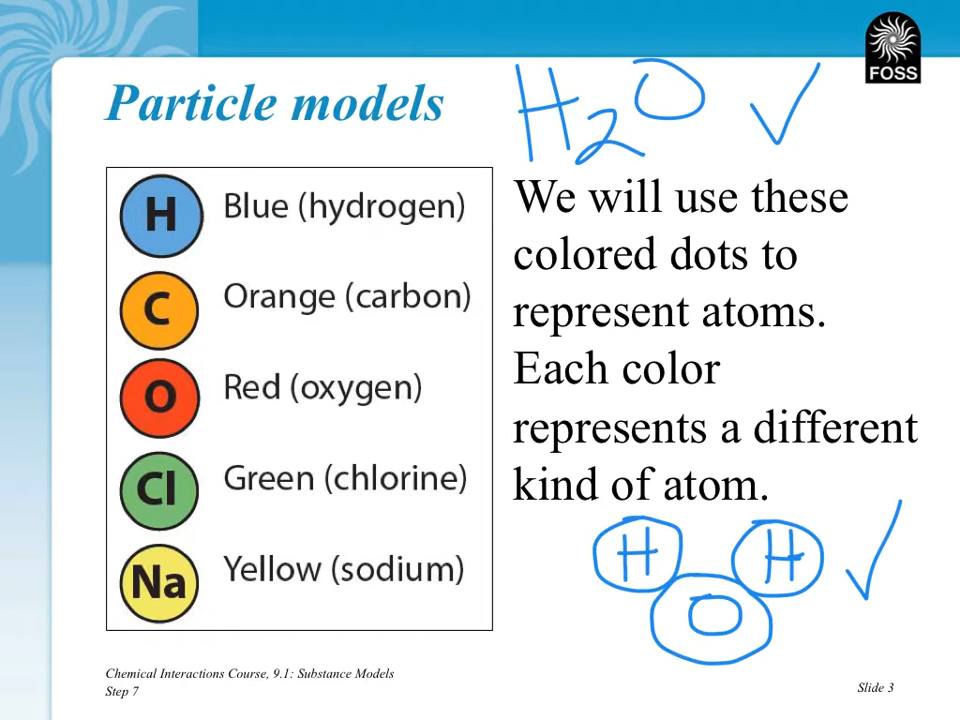 FOSS
Particle models
H2O ✓
H
Blue (hydrogen)
C
Orange (carbon)
O
Red (oxygen)
Cl
Green (chlorine)
Na
Yellow (sodium)
We will use these
colored dots to
represent atoms.
Each color
represents a different
kind of atom.
H H ✓
O
Chemical Interactions Course, 9.1: Substance Models
Step 7
Slide 3